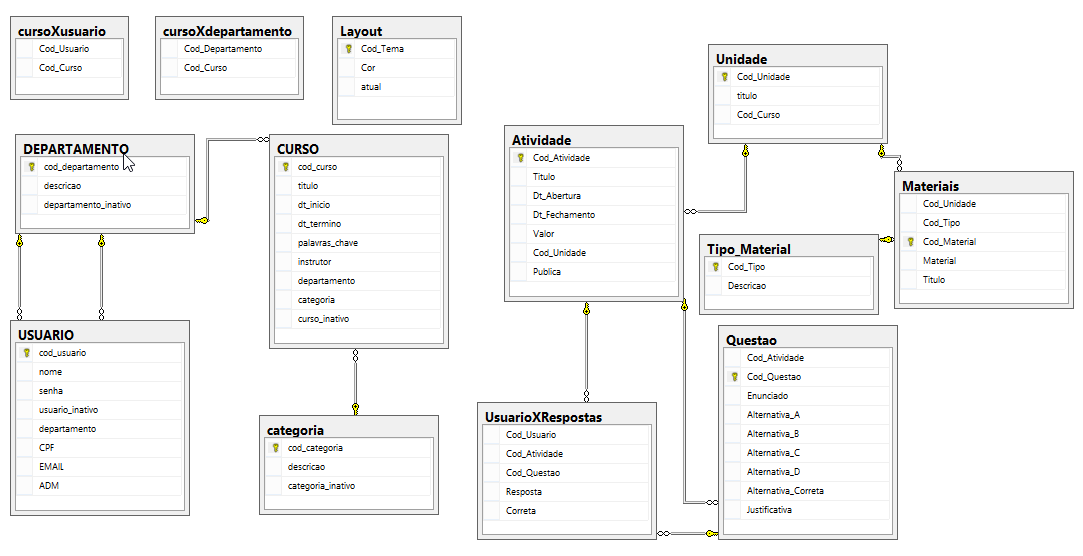 cursoXusuario
Cod_Usuario
Cod_Curso
cursoXdepartamento
Cod_Departamento
Cod_Curso
Layout
Cod_Tema
Cor
atual
Unidade
Cod_Unidade
titulo
Cod_Curso
DEPARTAMENTO
cod_departamento
descricao
departamento_inativo
CURSO
cod_curso
titulo
dt_inicio
dt_termino
palavras_chave
instrutor
departamento
categoria
curso_inativo
Atividade
Cod_Atividade
Titulo
Dt_Abertura
Dt_Fechamento
Valor
Cod_Unidade
Publica
Materiais
Cod_Unidade
Cod_Tipo
Cod_Material
Material
Titulo
Tipo_Material
Cod_Tipo
Descricao
USUARIO
cod_usuario
nome
senha
usuario_inativo
departamento
CPF
EMAIL
ADM
categoria
cod_categoria
descricao
categoria_inativo
UsuarioXRespostas
Cod_Usuario
Cod_Atividade
Cod_Questao
Resposta
Correta
Questao
Cod_Atividade
Cod_Questao
Enunciado
Alternativa_A
Alternativa_B
Alternativa_C
Alternativa_D
Alternativa_Correta
Justificativa